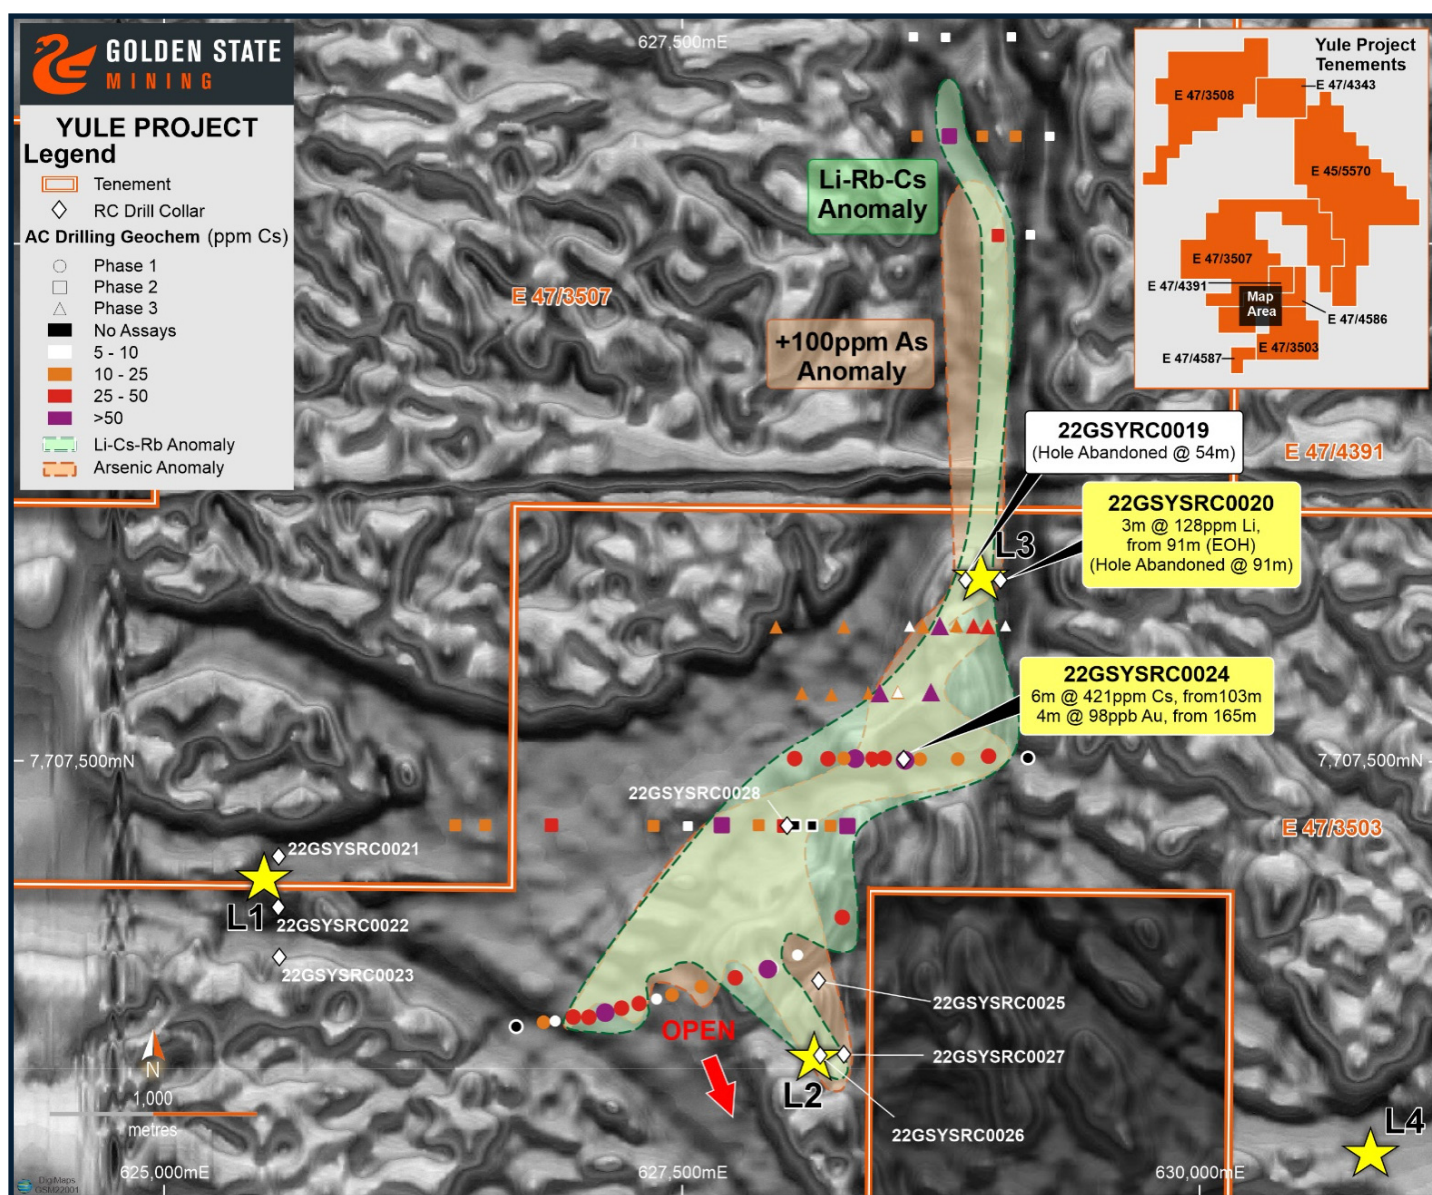 GOLDEN STATE
MINING
YULE PROJECT
Legend
Tenement
RC Drill Collar
AC Drilling Geochem (ppm Cs)
Phase 1
Phase 2
Phase 3
No Assays
5 - 10
10 - 25
25 - 50
>50
Li-Cs-Rb Anomaly
Arsenic Anomaly
627,500mE
Yule Project
Tenements
E 47/3508
E 47/4343
E 45/5570
E 47/3507
E 47/4391
Map
Area
E 47/4586
E 47/4587
E 47/3503
Li-Rb-Cs
Anomaly
E 47/3507
+100ppm As
Anomaly
22GSYRC0019
(Hole Abandoned @ 54m)
E 47/4391
22GSYSRC0020
3m @ 128ppm Li,
from 91m (EOH)
(Hole Abandoned @ 91m)
L3
22GSYSRC0024
6m @ 421ppm Cs, from103m
4m @ 98ppb Au, from 165m
7,707,500mN
7,707,500mN
22GSYSRC0028
E 47/3503
22GSYSRC0021
L1
22GSYSRC0022
22GSYSRC0023
22GSYSRC0025
OPEN
22GSYSRC0027
N
L2
1,000
metres
22GSYSRC0026
L4
625,000mE
627,500mE
630,000mE
DigiMaps
GSM22001